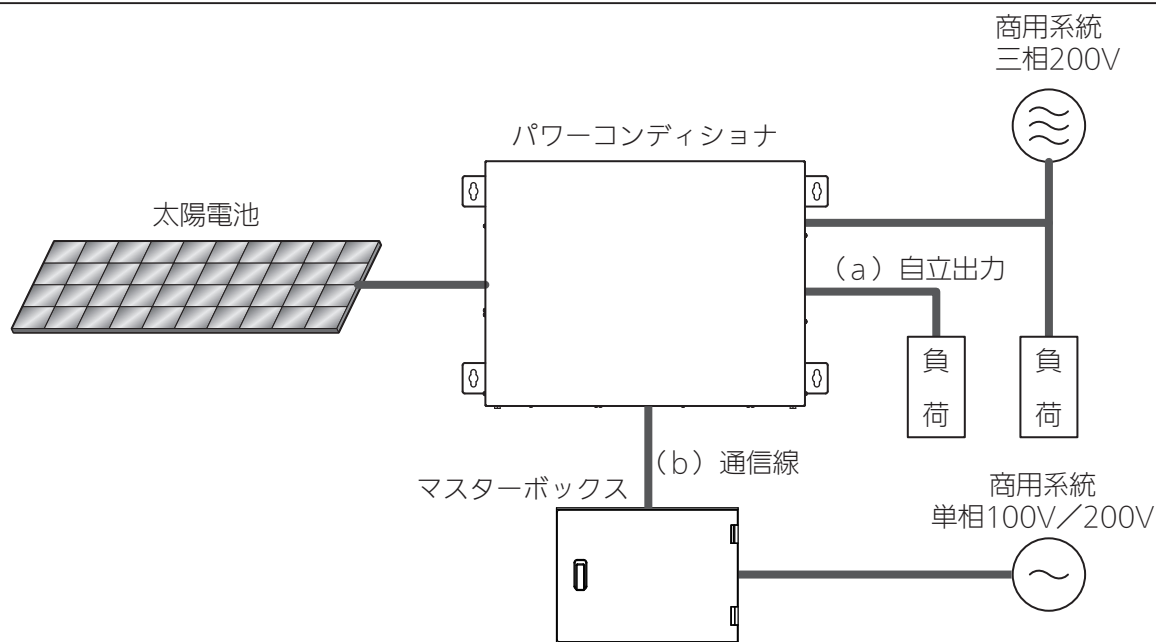 商用系統
三相200V
パワーコンディショナ
太陽電池
（a）自立出力
負荷
負荷
（b）通信線
マスターボックス
商用系統
単相100V／200V